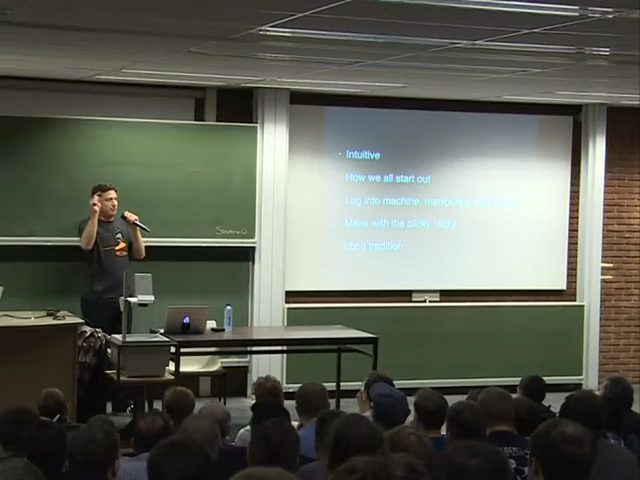 Intuitive
How we all start out
Log into machine, manipulate
Make with the clicky clicky
Long tradition